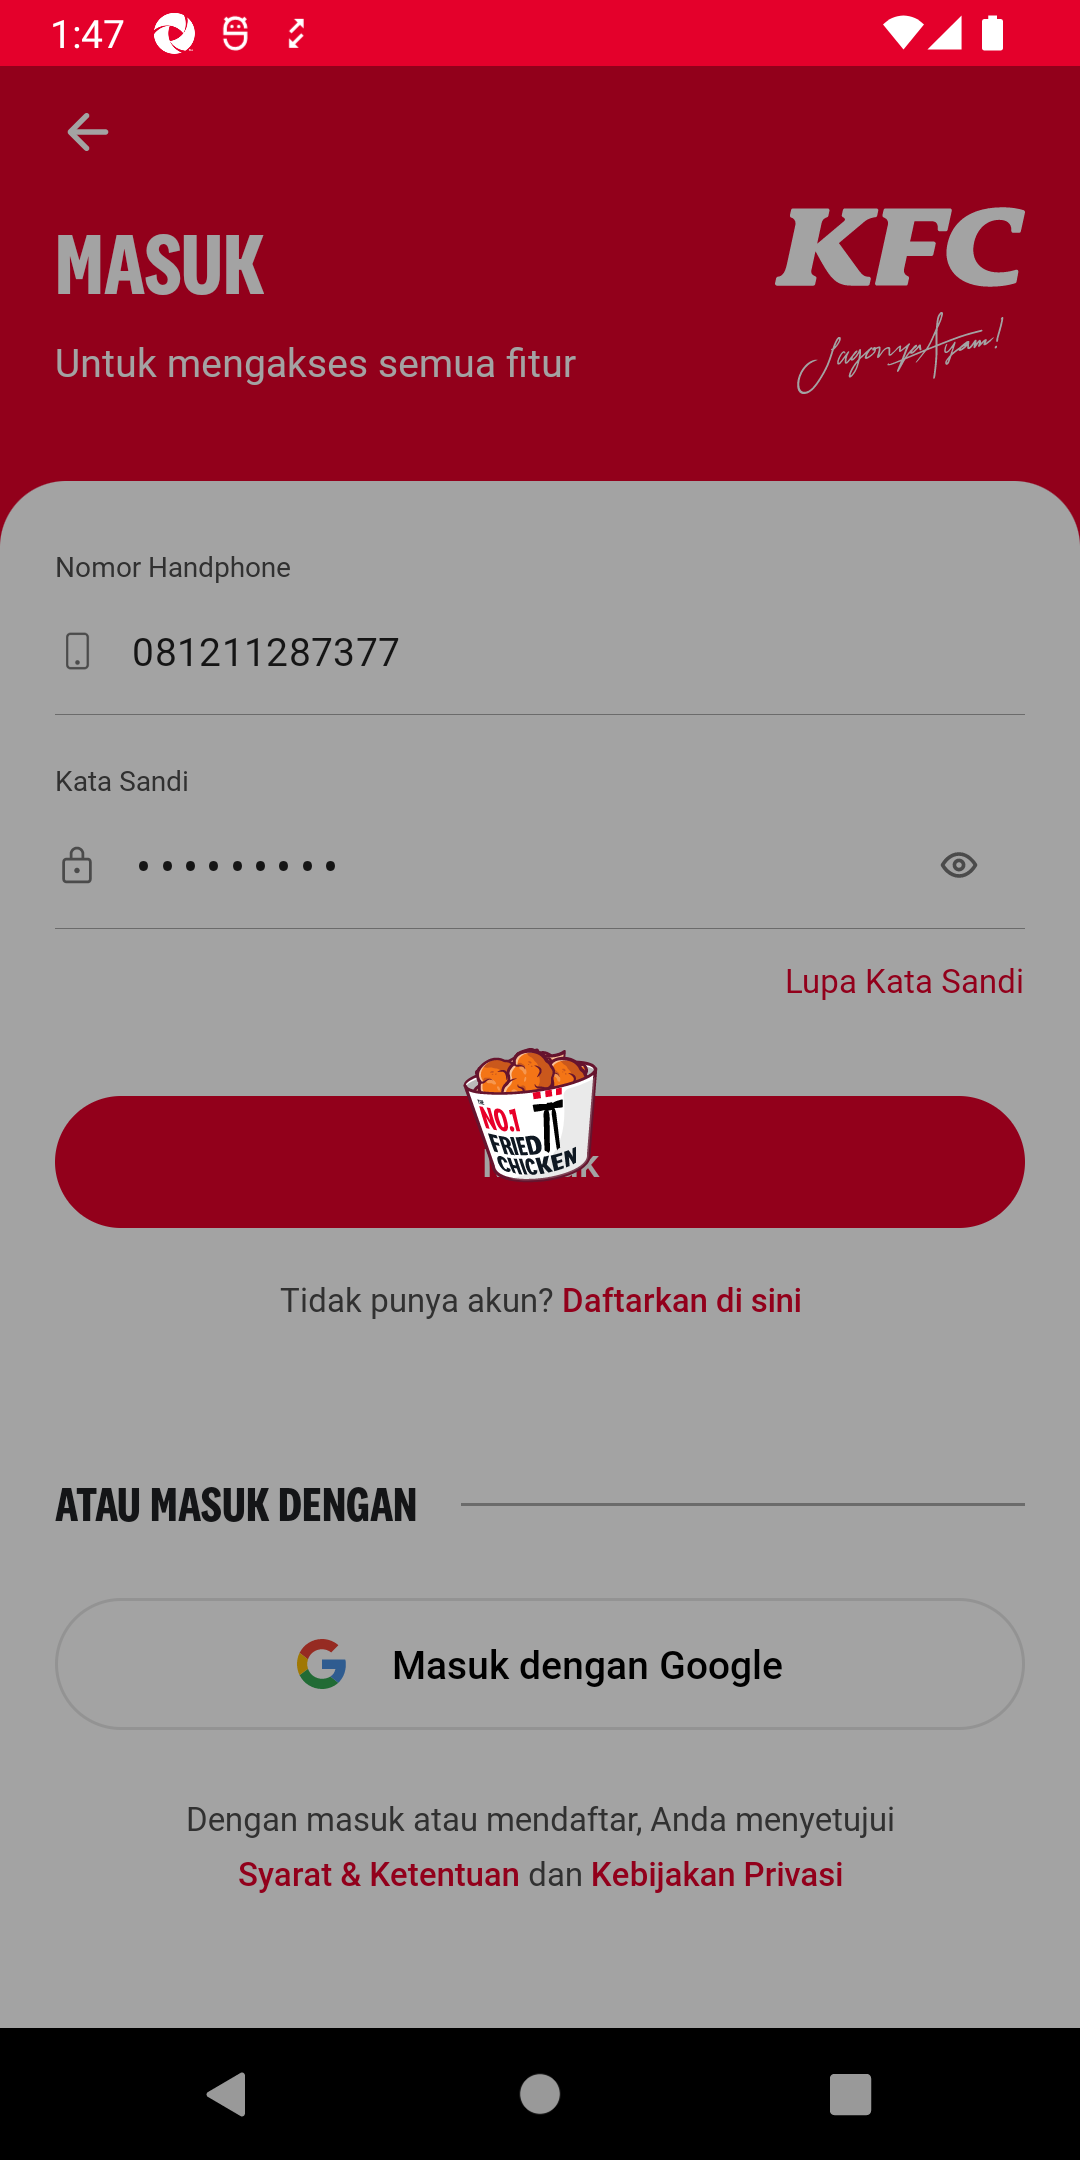 1:47
MASUK
KFC
Untuk mengakses semua fitur
Jagonya Ayam!
Nomor Handphone
081211287377
Kata Sandi
•••••••••
Lupa Kata Sandi
THE
NO.1
FRIED
CHICKEN
Tidak punya akun? Daftarkan di sini
ATAU MASUK DENGAN
Masuk dengan Google
Dengan masuk atau mendaftar, Anda menyetujui
Syarat & Ketentuan dan Kebijakan Privasi